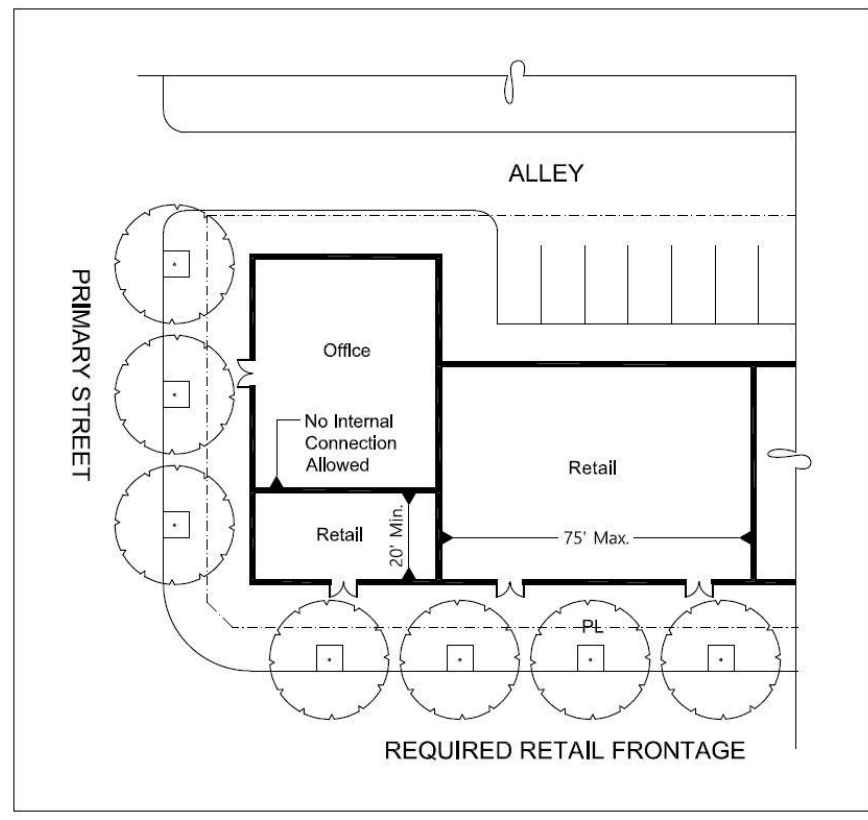 ALLEY
PRIMARY STREET
Office
No Internal
Connection
Allowed
Retail
Retail
20' Min.
75' Max.
PL
REQUIRED RETAIL FRONTAGE